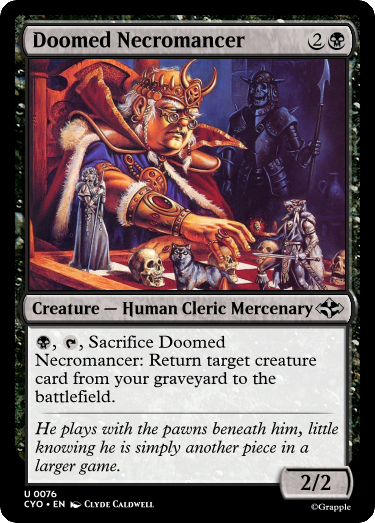 Doomed Necromancer 2
Creature — Human Cleric Mercenary
, , Sacrifice Doomed
Necromancer: Return target creature
card from your graveyard to the
battlefield.
He plays with the pawns beneath him, little
knowing he is simply another piece in a
larger game.
2/2
U 0076
CYO • EN Clyde Caldwell
©Grapple